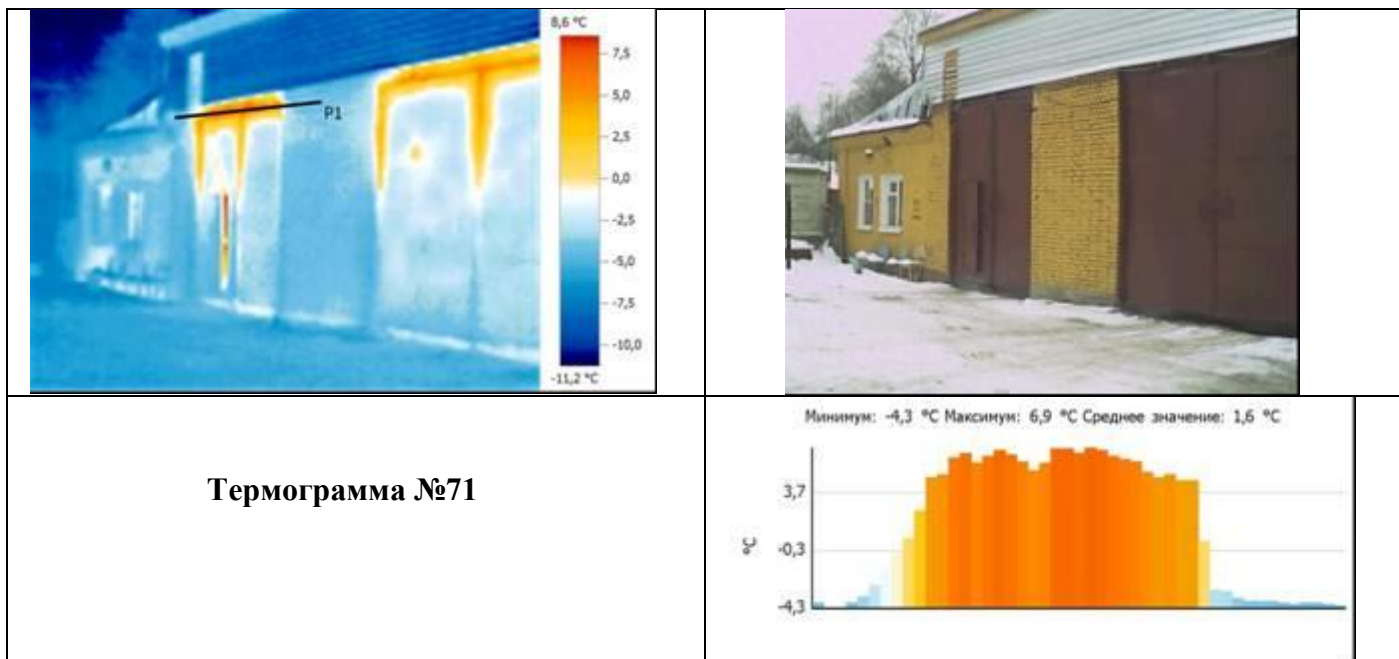 8,6 °C
7,5
5,0
2,5
0,0
-2,5
-5,0
-7,5
-10,0
-11,2 °C
P1
Термограмма №71
Минимум: -4,3 °C Максимум: 6,9 °C Среднее значение: 1,6 °C
3,7
-0,3
-4,3
°C